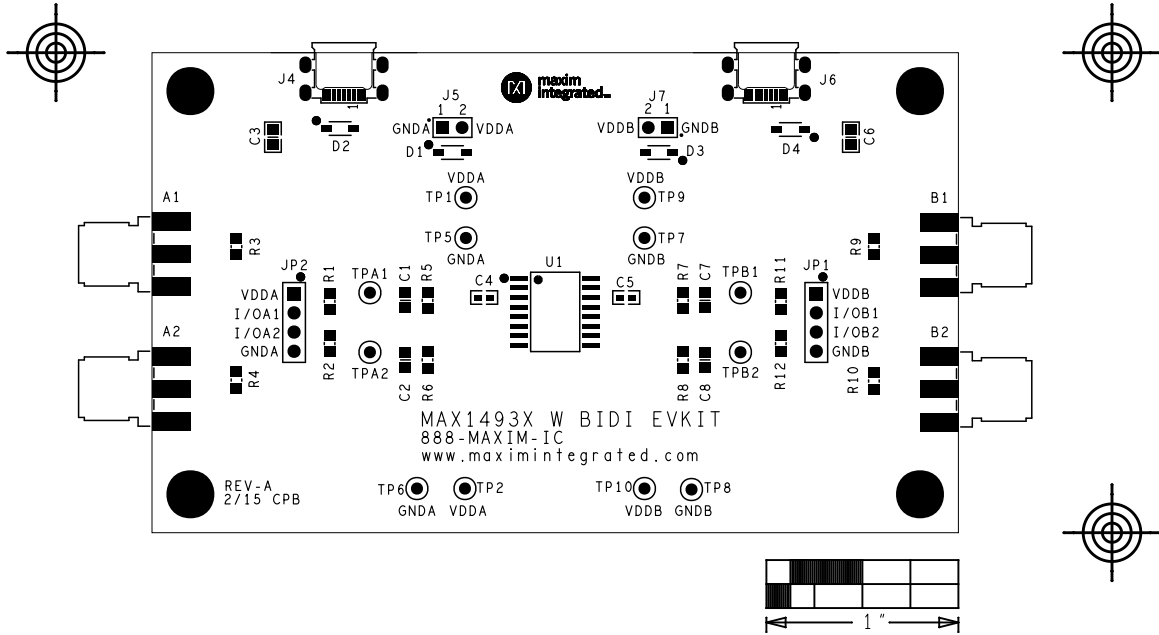 J4
J6
maxim
integrated™
J5
1 2
GNDA
VDDA
J7
2 1
VDDB
GNDB
C3
1
D2
D1
D3
1
D4
C6
VDDA
TP1
VDDB
TP9
TP5
GNDA
TP7
GNDB
A1
B1
R3
R9
JP2
VDDA
I/OA1
I/OA2
GNDA
R1
TPA1
C1
R5
C4
U1
C5
R7
C7
TPB1
R11
JP1
VDDB
I/OB1
I/OB2
GNDB
A2
B2
R4
R2
TPA2
C2
R6
R8
C8
TPB2
R12
R10
MAX1493X W BIDI EVKIT
888-MAXIM-IC
www.maximintegrated.com
REV-A
2/15 CPB
TP6
GNDA
TP2
VDDA
TP10
VDDB
TP8
GNDB
1"